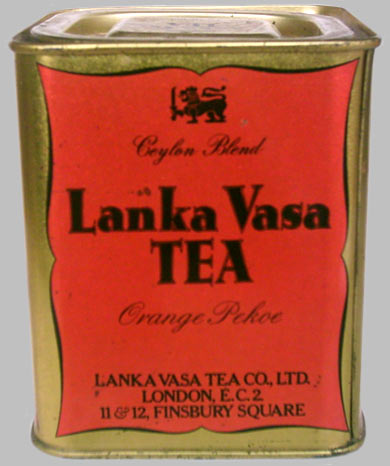 Ceylon Blend
Lanka Vasa
TEA
Orange Pekoe
LANKA VASA TEA CO., LTD.
LONDON, E.C. 2
11 & 12, FINSBURY SQUARE